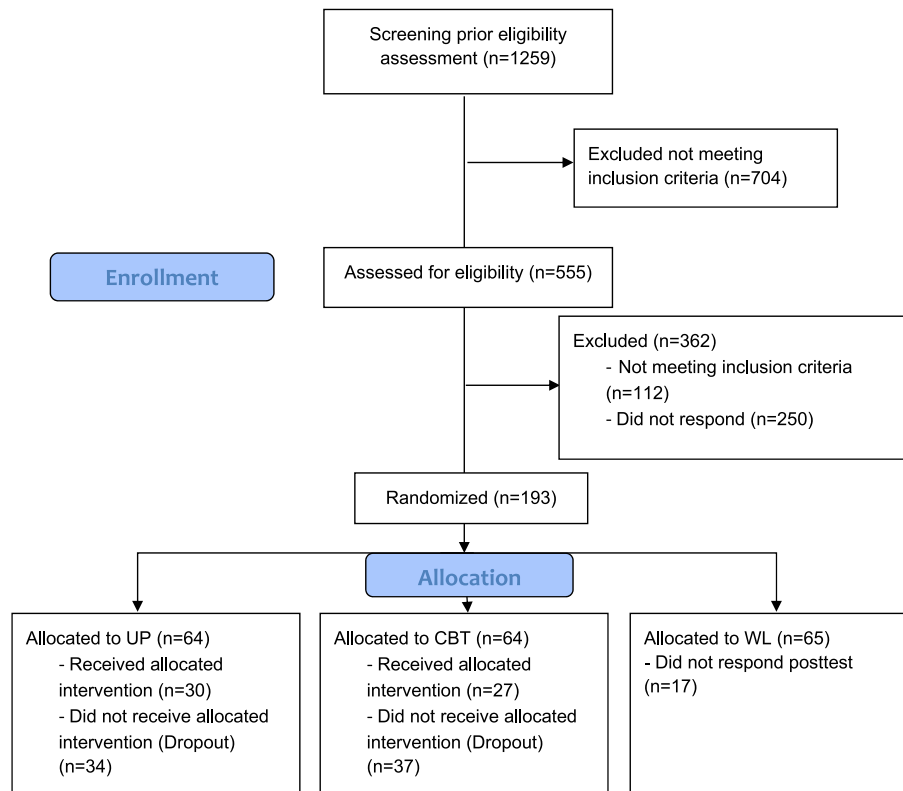 Screening prior eligibility
assessment (n=1259)
Excluded not meeting
inclusion criteria (n=704)
Enrollment
Assessed for eligibility (n=555)
Excluded (n=362)
- Not meeting inclusion criteria
(n=112)
- Did not respond (n=250)
Randomized (n=193)
Allocation
Allocated to UP (n=64)
- Received allocated
intervention (n=30)
- Did not receive allocated
intervention (Dropout)
(n=34)
Allocated to CBT (n=64)
- Received allocated
intervention (n=27)
- Did not receive allocated
intervention (Dropout)
(n=37)
Allocated to WL (n=65)
- Did not respond posttest
(n=17)